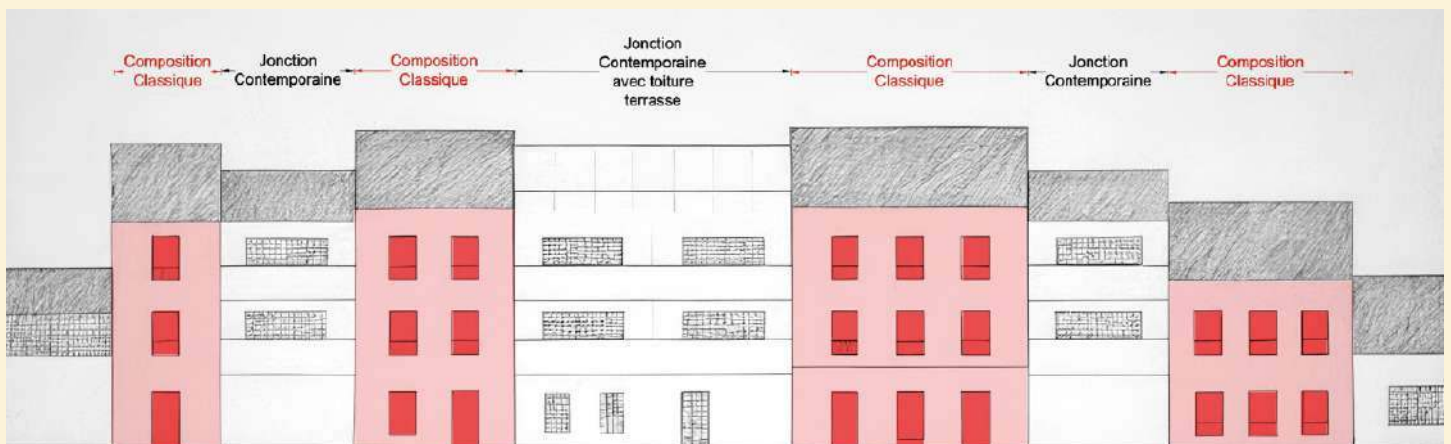 Composition
Classique
Jonction
Contemporaine
Composition
Classique
Jonction
Contemporaine
avec toiture
terrasse
Composition
Classique
Jonction
Contemporaine
Composition
Classique